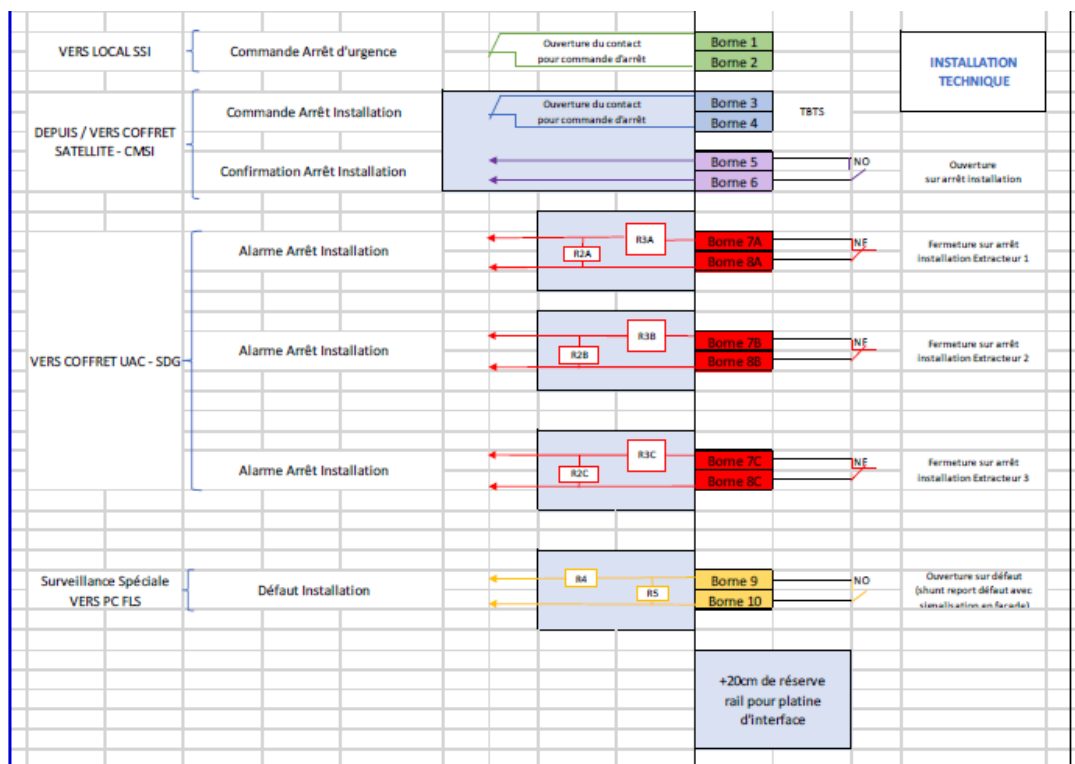 VERS LOCAL SSI
Commande Arrêt d'urgence
Ouverture du contact
pour commande d'arrêt
Borne 1
Borne 2
INSTALLATION
TECHNIQUE
DEPUIS / VERS COFFRET
SATELLITE - CMSI
Commande Arrêt Installation
Ouverture du contact
pour commande d'arrêt
Borne 3
Borne 4
TBTS
Confirmation Arrêt Installation
Borne 5
Borne 6
NO
Ouverture
sur arrêt installation
VERS COFFRET UAC - SDG
Alarme Arrêt Installation
R3A
R2A
Borne 7A
Borne 8A
NF
Fermeture sur arrêt
installation Extracteur 1
Alarme Arrêt Installation
R3B
R2B
Borne 7B
Borne 8B
NF
Fermeture sur arrêt
installation Extracteur 2
Alarme Arrêt Installation
R3C
R2C
Borne 7C
Borne 8C
NF
Fermeture sur arrêt
installation Extracteur 3
Surveillance Spéciale
VERS PC FLS
Défaut Installation
R4
R5
Borne 9
Borne 10
NO
Ouverture sur défaut
(shunt report défaut avec
signalisation en façade)
+20cm de réserve
rail pour platine
d'interface